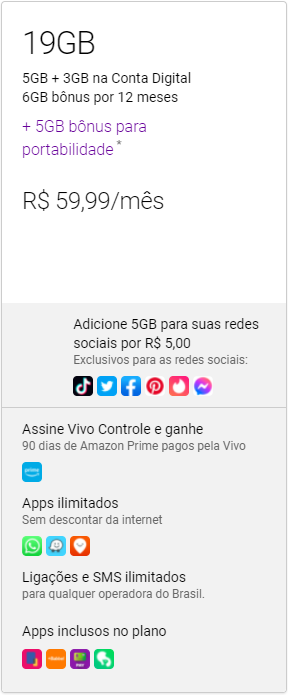 19GB
5GB + 3GB na Conta Digital
6GB bônus por 12 meses
+ 5GB bônus para
portabilidade *
R$ 59,99/mês
Adicione 5GB para suas redes
sociais por R$ 5,00
Exclusivos para as redes sociais:
Assine Vivo Controle e ganhe
90 dias de Amazon Prime pagos pela Vivo
prime
Apps ilimitados
Sem descontar da internet
Ligações e SMS ilimitados
para qualquer operadora do Brasil.
Apps inclusos no plano